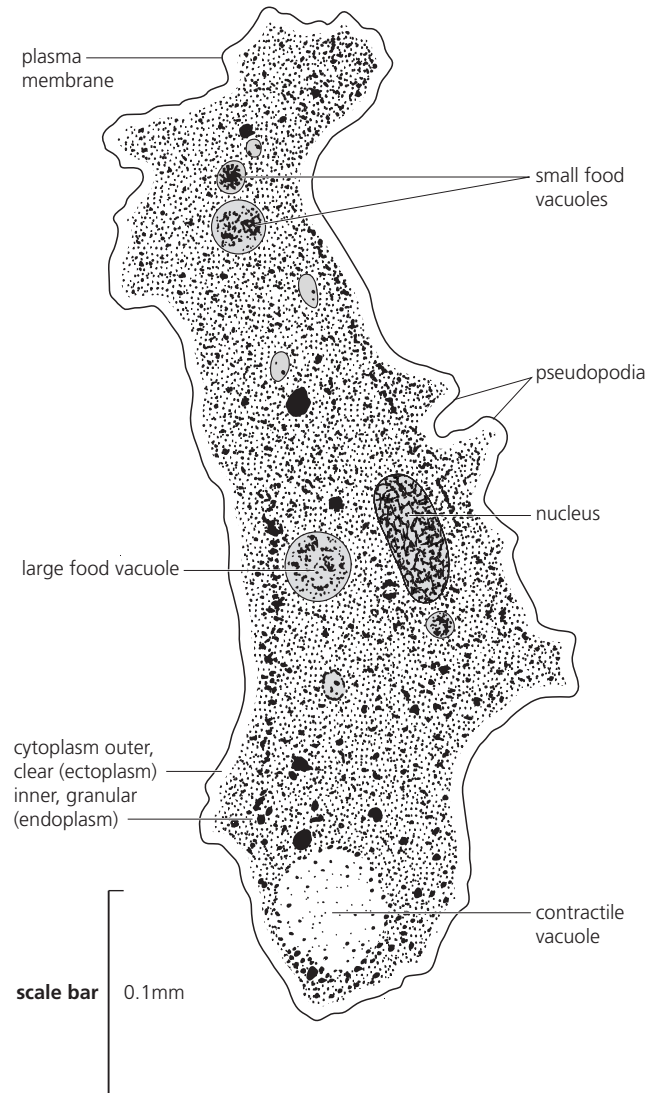 plasma
membrane
small food
vacuoles
pseudopodia
nucleus
large food vacuole
cytoplasm outer,
clear (ectoplasm)
inner, granular
(endoplasm)
contractile
vacuole
scale bar
0.1mm